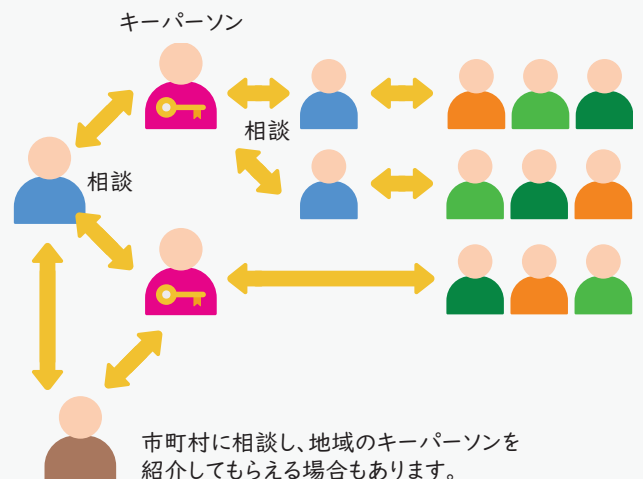 キーパーソン
相談
相談
市町村に相談し、地域のキーパーソンを
紹介してもらえる場合もあります。